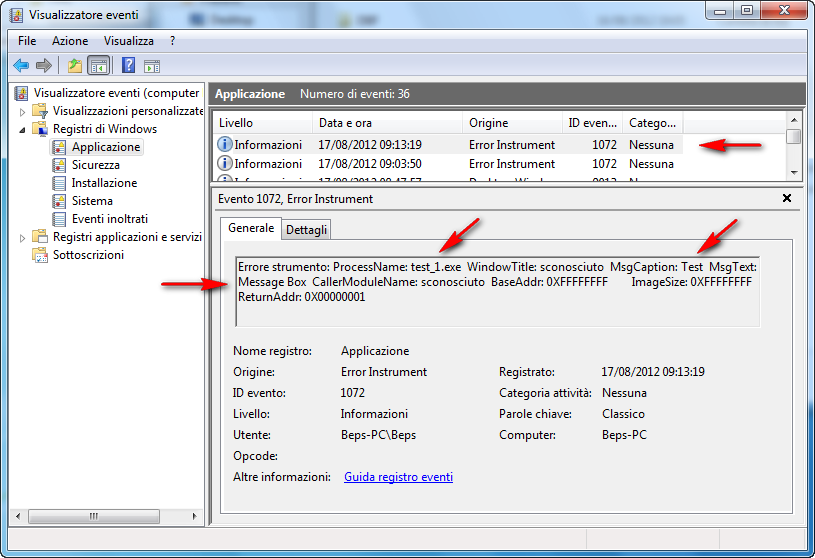 Visualizzatore eventi
File Azione Visualizza ?
Visualizzatore eventi (computer
Visualizzazioni personalizzate
Registri di Windows
Applicazione
Sicurezza
Installazione
Sistema
Eventi inoltrati
Registri applicazioni e servizi
Sottoscrizioni
Applicazione Numero di eventi: 36
Livello Data e ora Origine ID even... Catego...
Informazioni 17/08/2012 09:13:19 Error Instrument 1072 Nessuna
Informazioni 17/08/2012 09:03:50 Error Instrument 1072 Nessuna
Evento 1072, Error Instrument
Generale Dettagli
Errore strumento: ProcessName: test_1.exe WindowTitle: sconosciuto MsgCaption: Test MsgText:
Message Box CallerModuleName: sconosciuto BaseAddr: 0XFFFFFFFF ImageSize: 0XFFFFFFFF
ReturnAddr: 0X00000001
Nome registro: Applicazione
Origine: Error Instrument Registrato: 17/08/2012 09:13:19
ID evento: 1072 Categoria attività: Nessuna
Livello: Informazioni Parole chiave: Classico
Utente: Beps-PC\Beps Computer: Beps-PC
Opcode:
Altre informazioni: Guida registro eventi